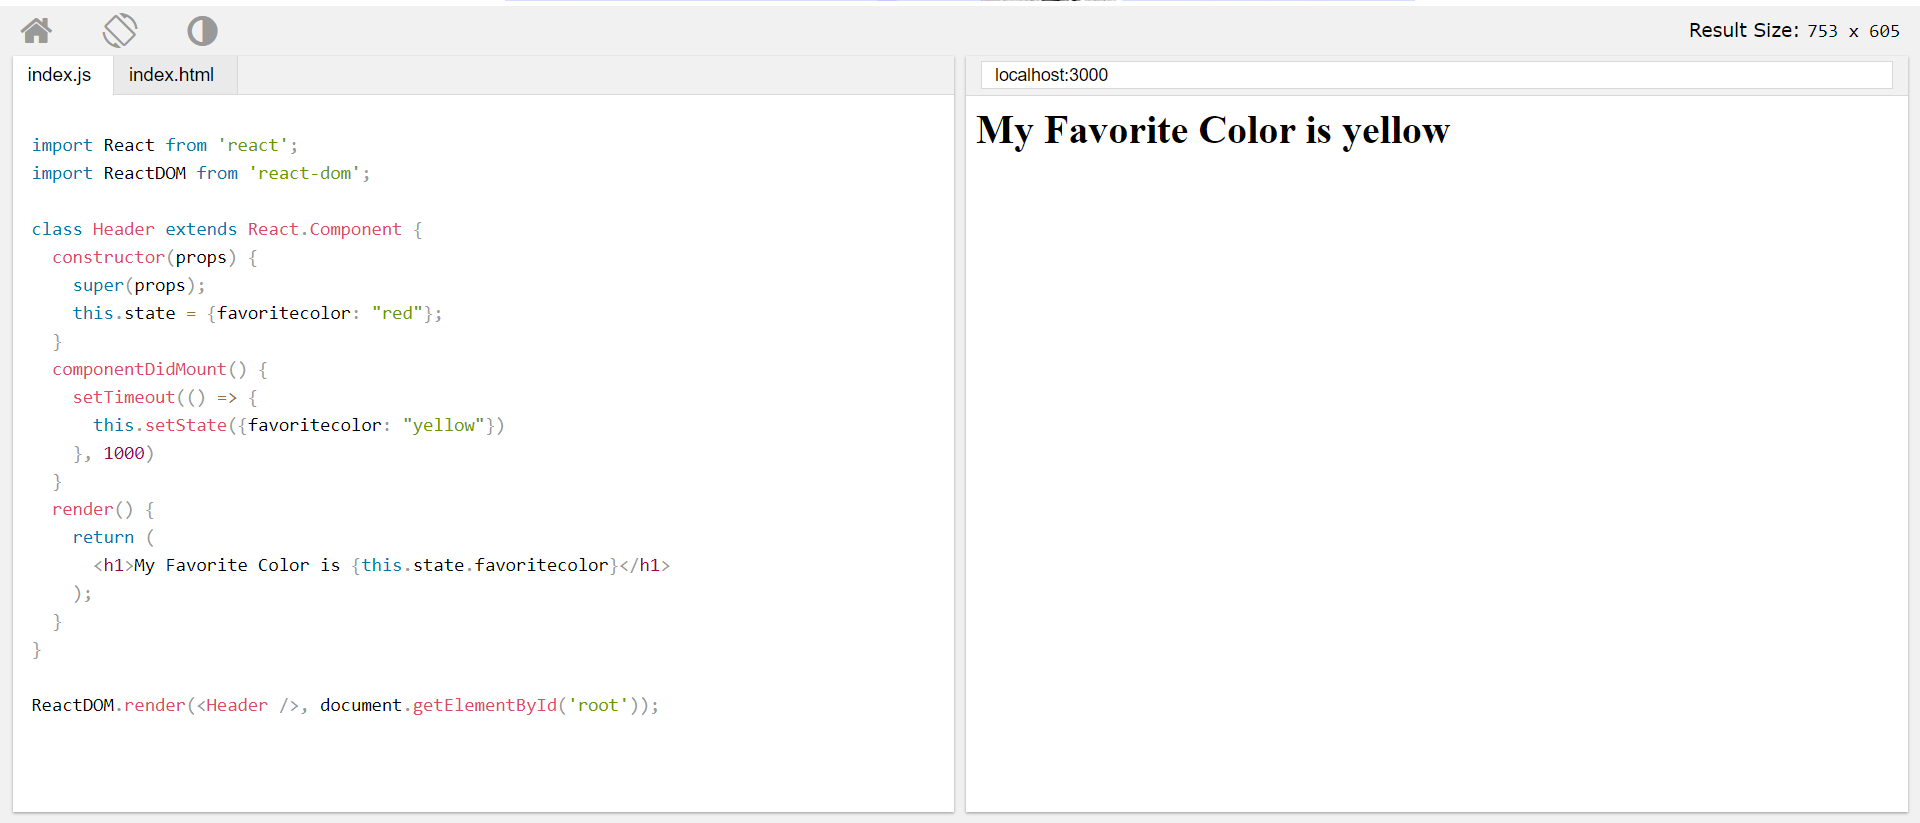 Result Size: 753 x 605
index.js
index.html
import React from 'react';
import ReactDOM from 'react-dom';
class Header extends React.Component {
constructor(props) {
super(props);
this.state = {favoritecolor: "red"};
}
componentDidMount() {
setTimeout(() => {
this.setState({favoritecolor: "yellow"})
}, 1000)
}
render() {
return (
<h1>My Favorite Color is {this.state.favoritecolor}</h1>
);
}
}
ReactDOM.render(<Header />, document.getElementById('root'));
localhost:3000
My Favorite Color is yellow